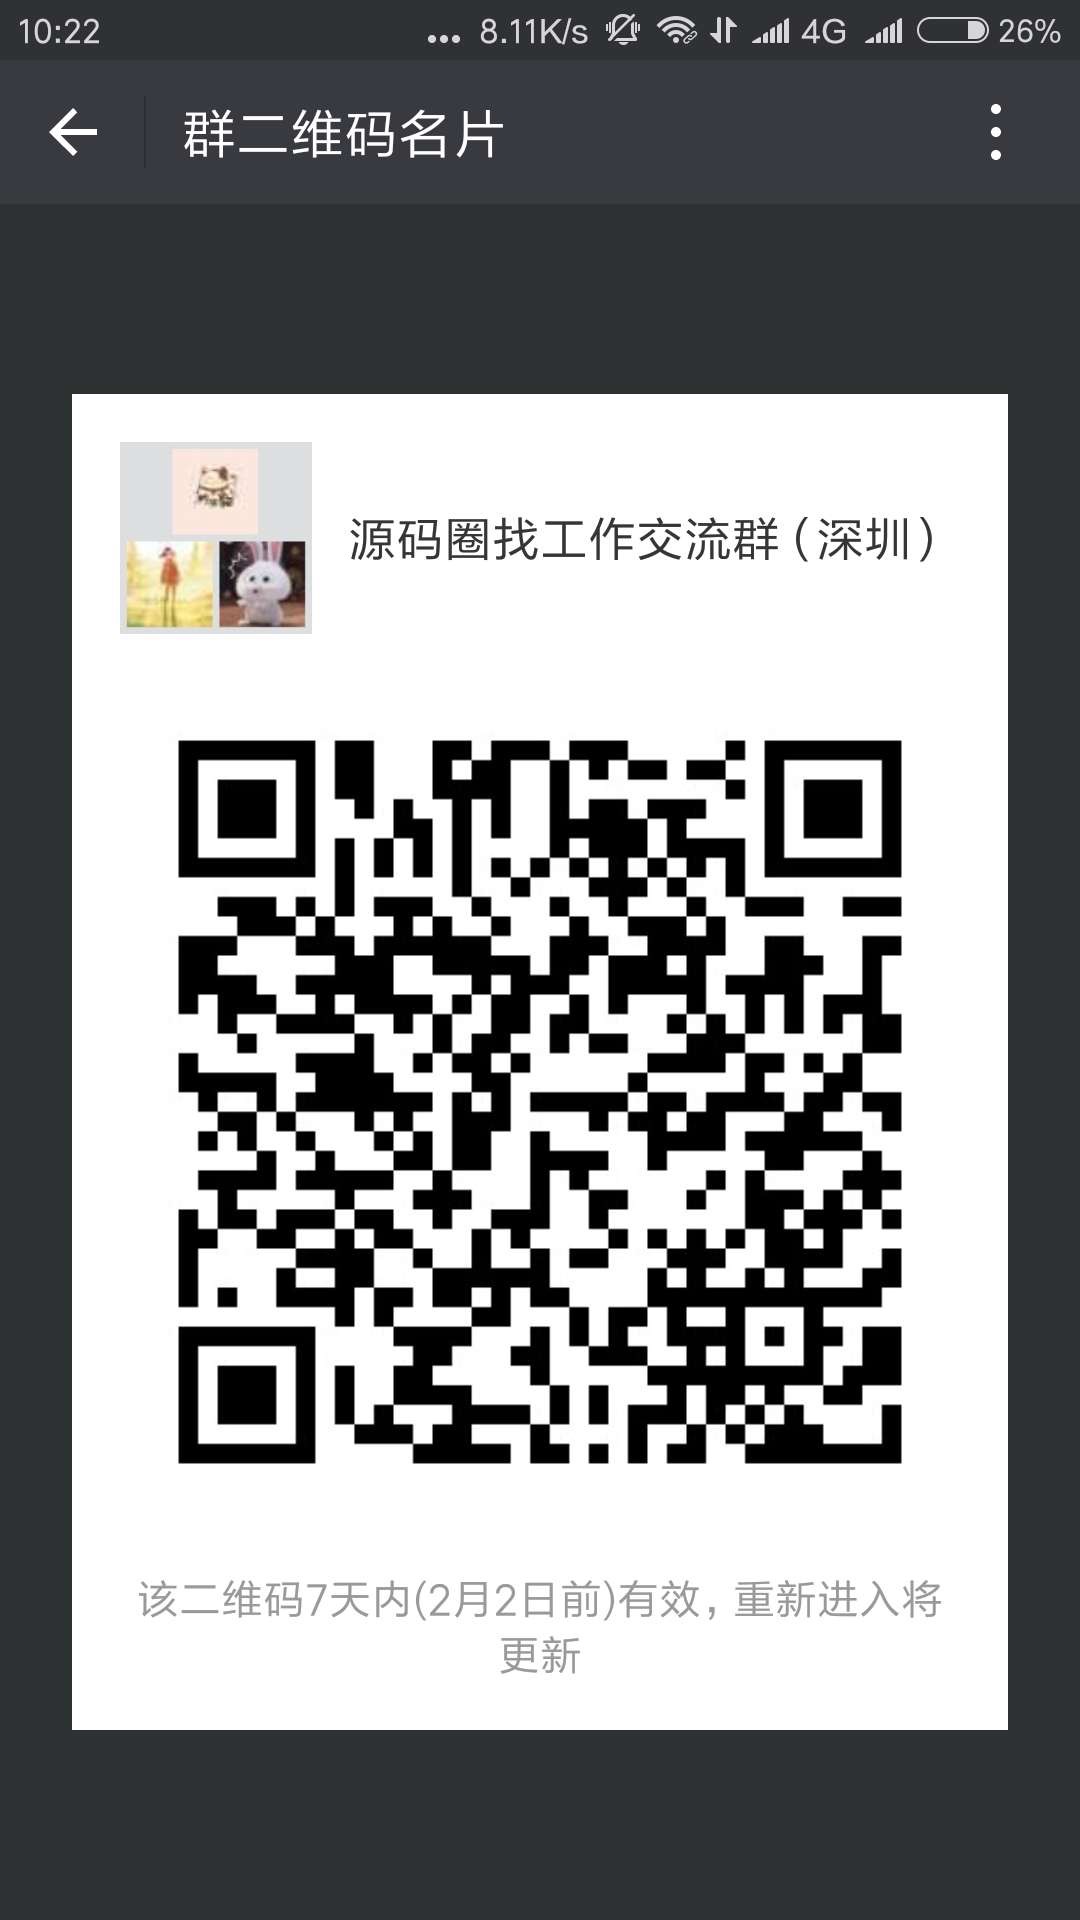 10:22
... 8.11K/s 4G 26%
群二维码名片
源码圈找工作交流群（深圳）
该二维码7天内(2月2日前)有效，重新进入将
更新